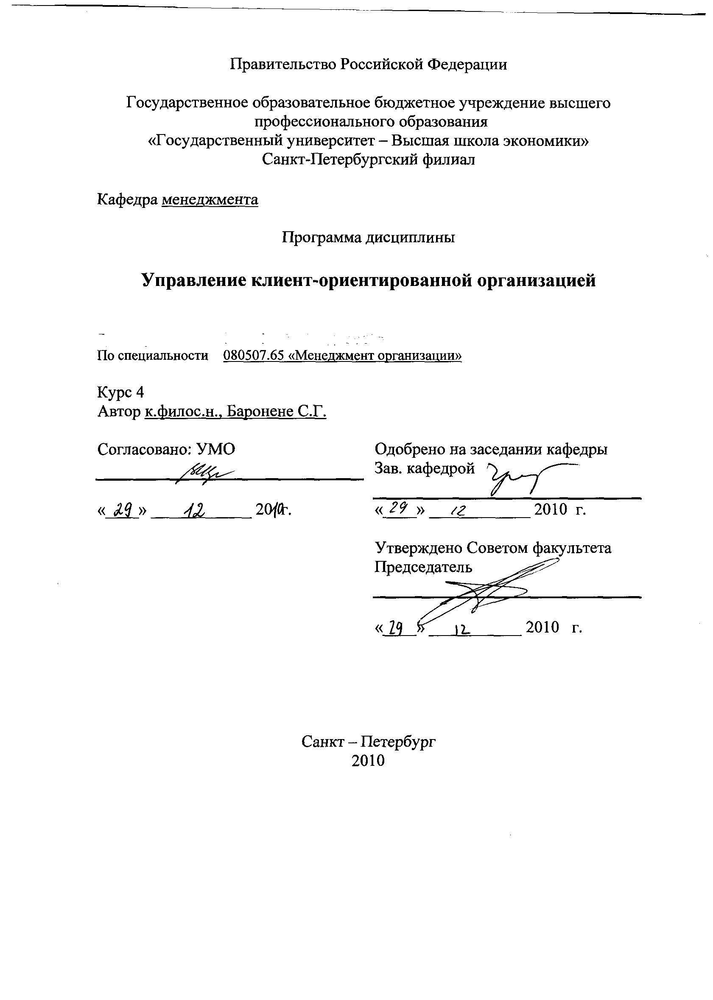 Правительство Российской Федерации
Государственное образовательное бюджетное учреждение высшего
профессионального образования
«Государственный университет – Высшая школа экономики»
Санкт-Петербургский филиал
Кафедра менеджмента
Программа дисциплины
Управление клиент-ориентированной организацией
По специальности 080507.65 «Менеджмент организации»
Курс 4
Автор к.филос.н., Баронене С.Г.
Согласовано: УМО
«29» 12 2010г.
Одобрено на заседании кафедры
Зав. кафедрой
«29» 12 2010 г.
Утверждено Советом факультета
Председатель
«29» 12 2010 г.
Санкт – Петербург
2010